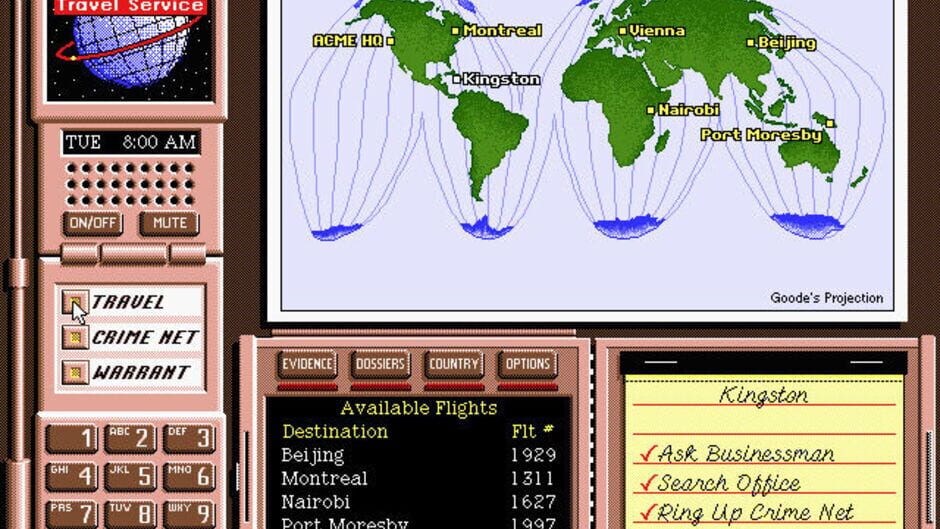 Travel Service
TUE 8:00 AM
ON/OFF MUTE
TRAVEL
CRIME NET
WARRANT
1 ABC 2 DEF 3
GHI 4 JKL 5 MNO 6
PRS 7 TUV 8 WXY 9
ACME HQ
Montreal
Vienna
Beijing
Kingston
Nairobi
Port Moresby
Goode's Projection
EVIDENCE DOSSIERS COUNTRY OPTIONS
Available Flights
Destination Flt #
Beijing 1929
Montreal 1311
Nairobi 1627
Port Moresby 1997
Kingston
✓Ask Businessman
✓Search Office
✓Ring Up Crime Net